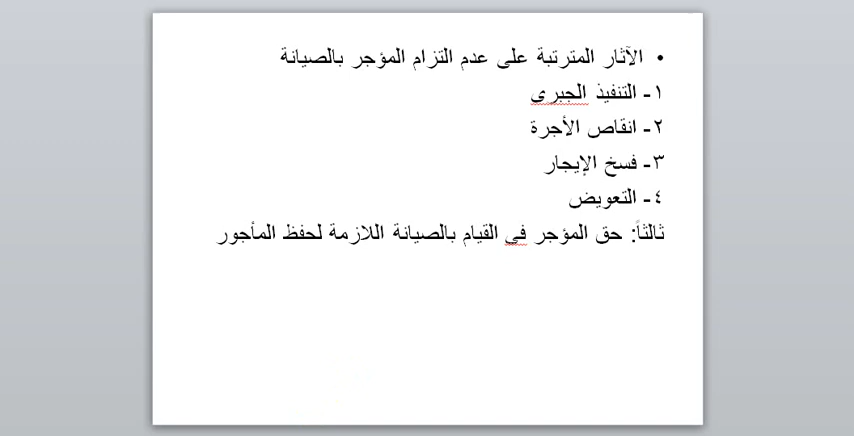 • الآثار المترتبة على عدم التزام المؤجر بالصيانة
١- التنفيذ الجبرى
٢- انقاص الأجرة
٣- فسخ الإيجار
٤- التعويض
ثالثاً: حق المؤجر فى القيام بالصيانة اللازمة لحفظ المأجور